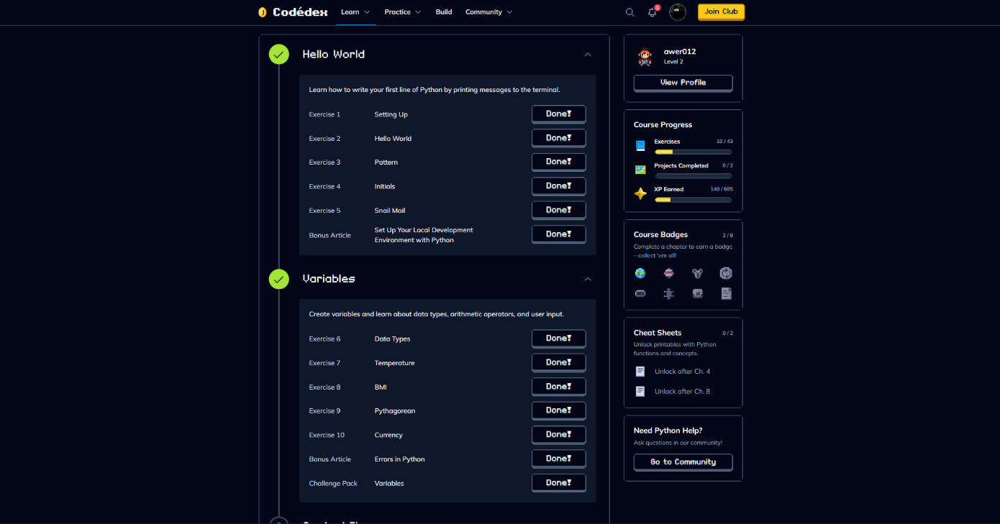 Codédex
Learn
Practice
Build
Community
1
Join Club
Hello World
Learn how to write your first line of Python by printing messages to the terminal.
Exercise 1 Setting Up Done!
Exercise 2 Hello World Done!
Exercise 3 Pattern Done!
Exercise 4 Initials Done!
Exercise 5 Snail Mail Done!
Bonus Article Set Up Your Local Development Done!
Environment with Python
Variables
Create variables and learn about data types, arithmetic operators, and user input.
Exercise 6 Data Types Done!
Exercise 7 Temperature Done!
Exercise 8 BMI Done!
Exercise 9 Pythagorean Done!
Exercise 10 Currency Done!
Bonus Article Errors in Python Done!
Challenge Pack Variables Done!
awer012
Level 2
View Profile
Course Progress
Exercises 10 / 43
Projects Completed 0 / 2
XP Earned 140 / 685
Course Badges 2 / 8
Complete a chapter to earn a badge
– collect 'em all!
Cheat Sheets 0 / 2
Unlock printables with Python
functions and concepts.
Unlock after Ch. 4
Unlock after Ch. 8
Need Python Help?
Ask questions in our community!
Go to Community